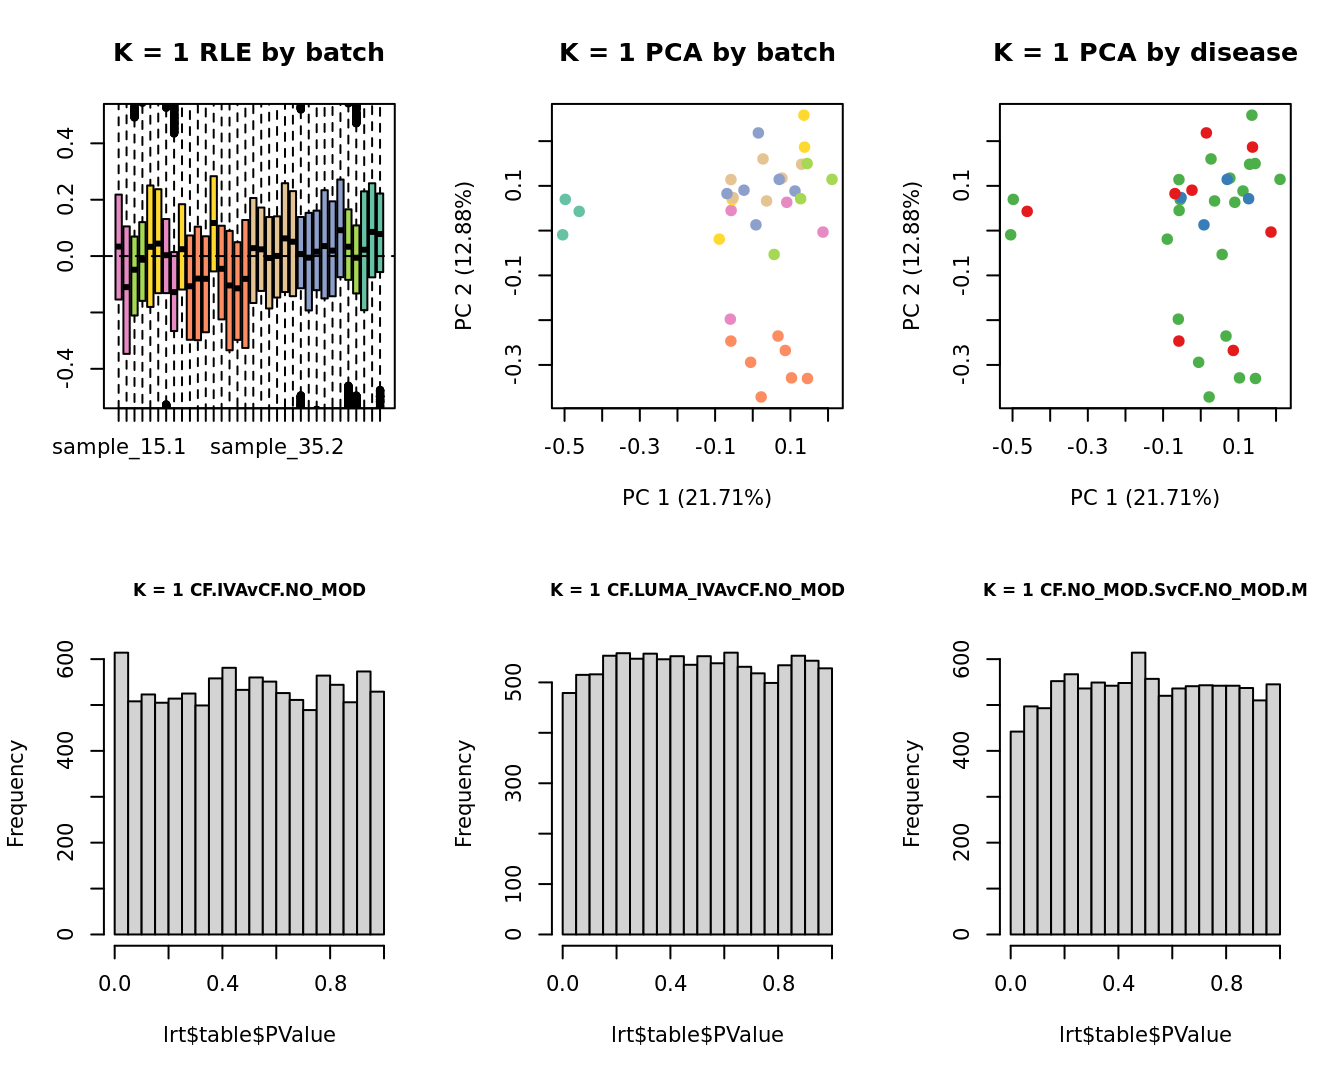 K = 1 RLE by batch
0.4
0.2
0.0
-0.4
sample_15.1 sample_35.2
K = 1 PCA by batch
PC 2 (12.88%)
0.1
-0.1
-0.3
-0.5 -0.3 -0.1 0.1
PC 1 (21.71%)
K = 1 PCA by disease
PC 2 (12.88%)
0.1
-0.1
-0.3
-0.5 -0.3 -0.1 0.1
PC 1 (21.71%)
K = 1 CF.IVAvCF.NO_MOD
Frequency
600
400
200
0
0.0 0.4 0.8
lrt$table$PValue
K = 1 CF.LUMA_IVAvCF.NO_MOD
Frequency
500
300
100
0
0.0 0.4 0.8
lrt$table$PValue
K = 1 CF.NO_MOD.SvCF.NO_MOD.M
Frequency
600
400
200
0
0.0 0.4 0.8
lrt$table$PValue